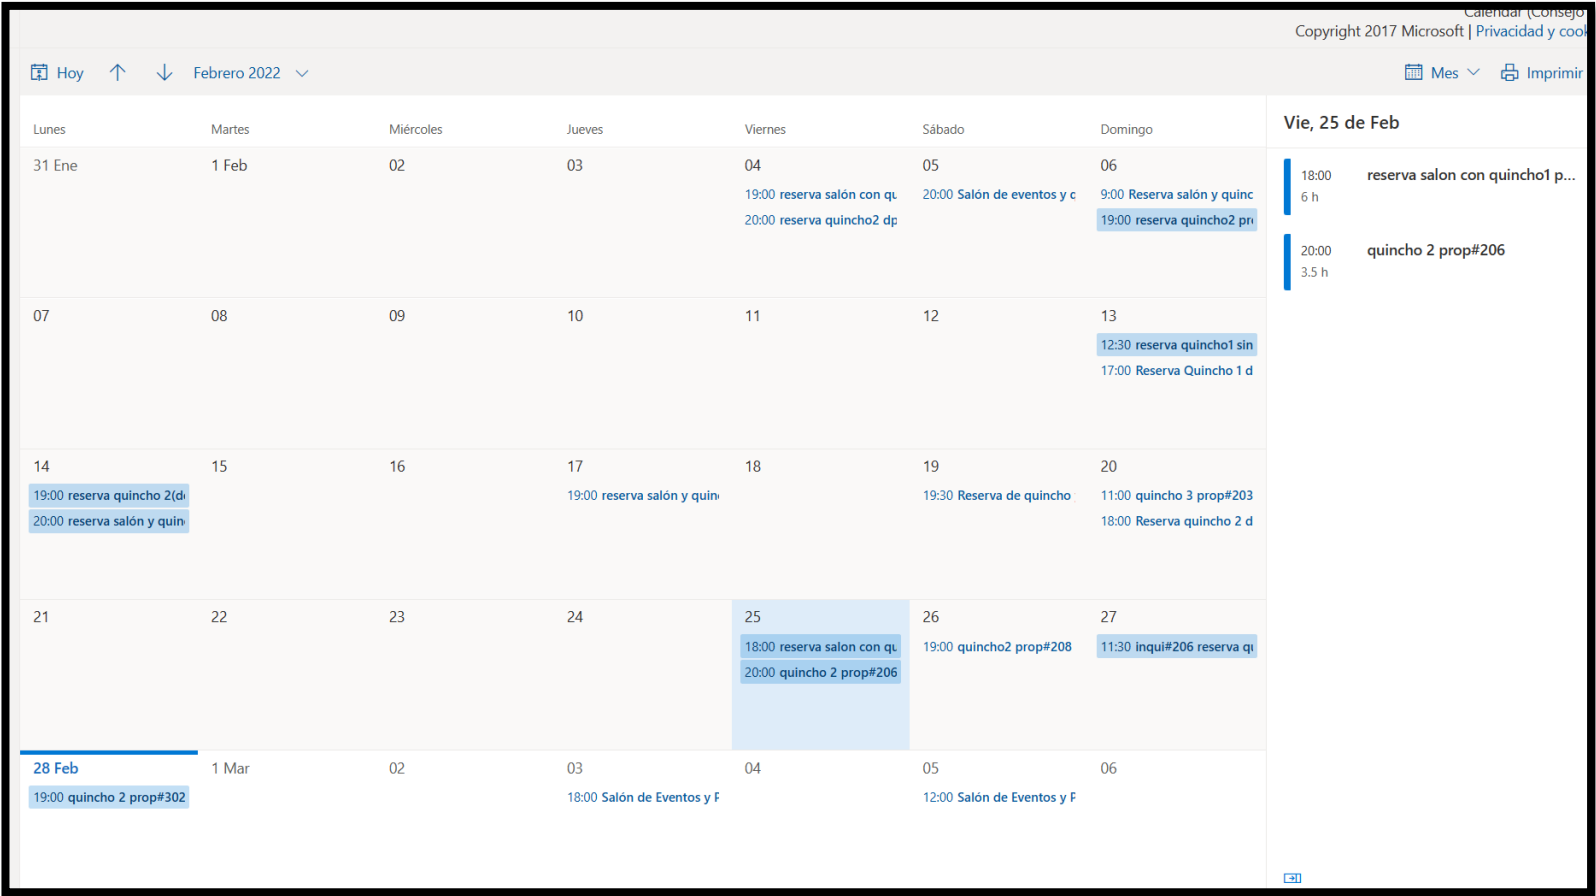 Calendar (Consejo
Copyright 2017 Microsoft | Privacidad y cook
Hoy Febrero 2022 Mes Imprimir
Lunes Martes Miércoles Jueves Viernes Sábado Domingo
Vie, 25 de Feb
31 Ene 1 Feb 02 03 04 05 06
19:00 reserva salón con qu 20:00 Salón de eventos y q 9:00 Reserva salón y quinc
20:00 reserva quincho2 dp 19:00 reserva quincho2 pr
18:00 reserva salon con quincho1 p...
6 h
20:00 quincho 2 prop#206
3.5 h
07 08 09 10 11 12 13
12:30 reserva quincho1 sin
17:00 Reserva Quincho 1 d
14 15 16 17 18 19 20
19:00 reserva quincho 2(d 19:00 reserva salón y quin 19:30 Reserva de quincho 11:00 quincho 3 prop#203
20:00 reserva salón y quin 18:00 Reserva quincho 2 d
21 22 23 24 25 26 27
18:00 reserva salon con qu 19:00 quincho2 prop#208 11:30 inqui#206 reserva q
20:00 quincho 2 prop#206
28 Feb 1 Mar 02 03 04 05 06
19:00 quincho 2 prop#302 18:00 Salón de Eventos y P 12:00 Salón de Eventos y P